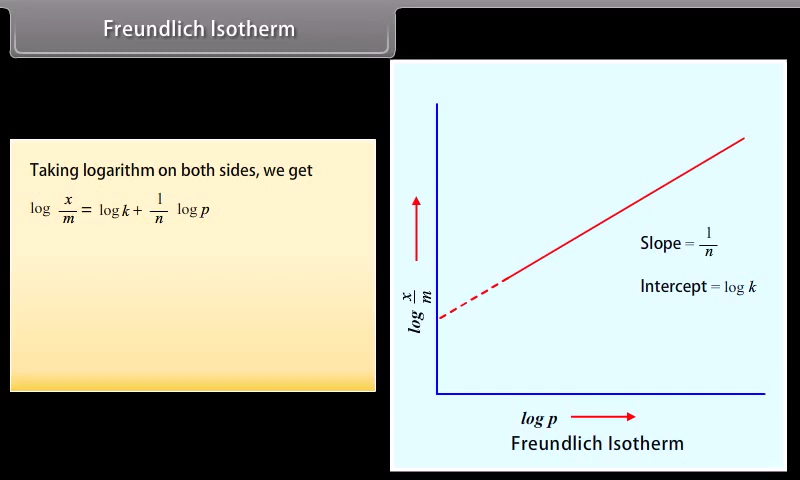 Freundlich Isotherm
Taking logarithm on both sides, we get
log x/m = log k + 1/n log p
log x/m
Slope = 1/n
Intercept = log k
log p
Freundlich Isotherm